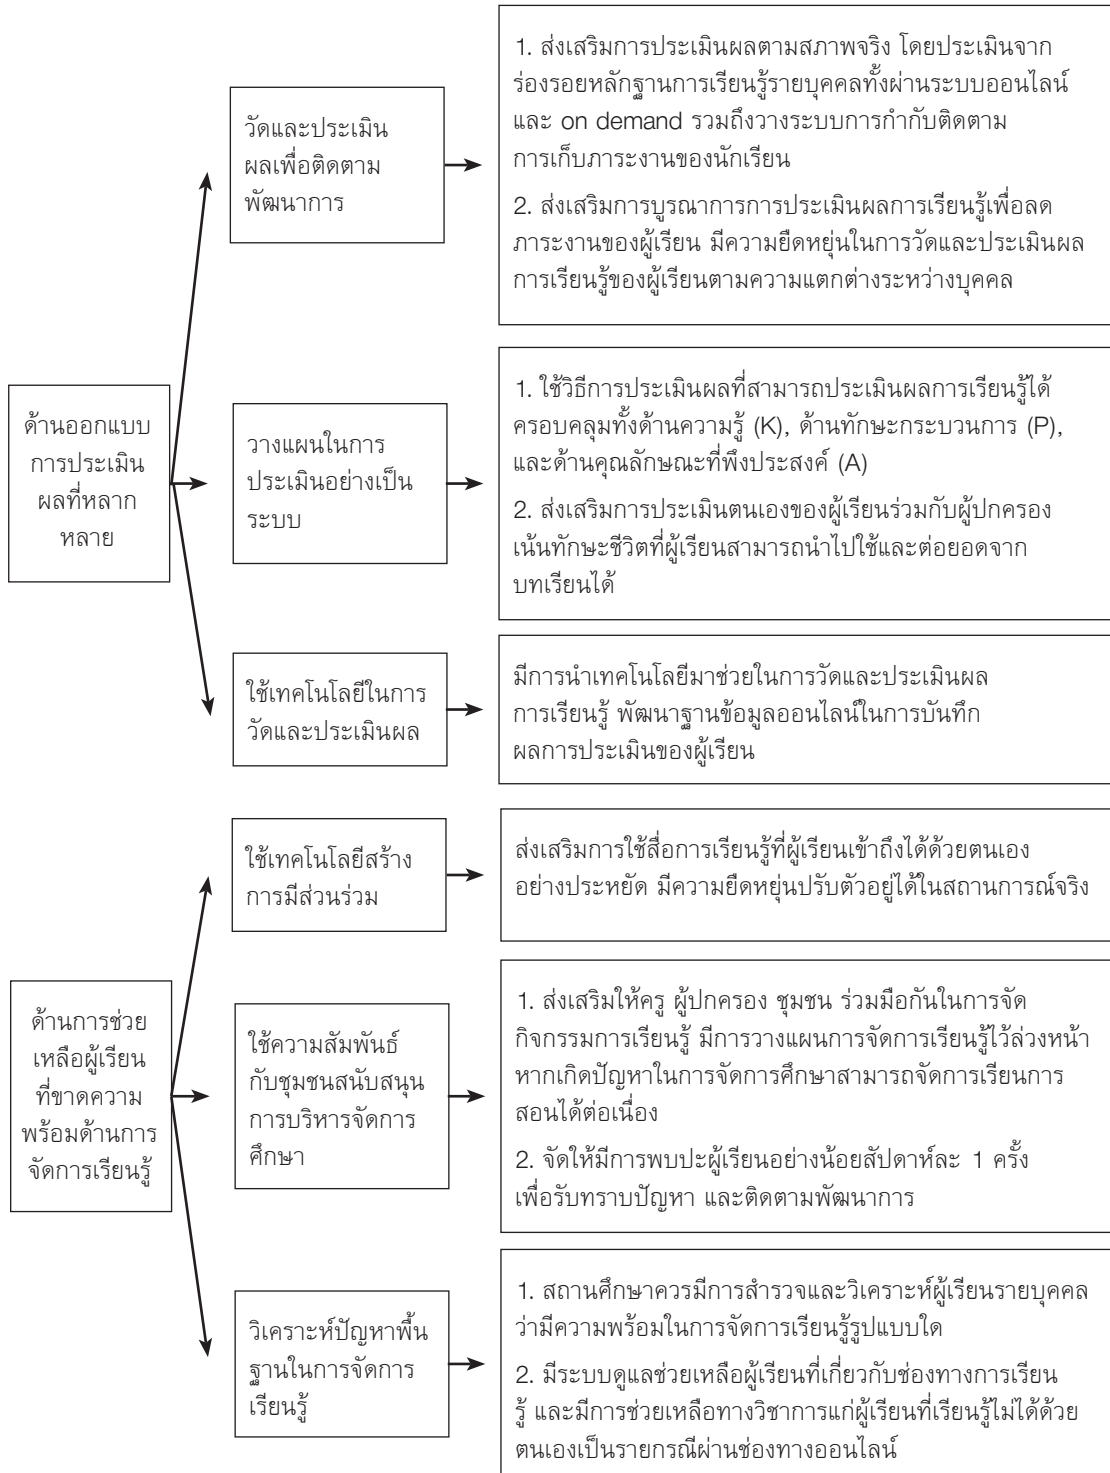 ด้านออกแบบ
การประเมิน
ผลที่หลาก
หลาย
วัดและประเมิน
ผลเพื่อติดตาม
พัฒนาการ
1. ส่งเสริมการประเมินผลตามสภาพจริง โดยประเมินจาก
ร่องรอยหลักฐานการเรียนรู้รายบุคคลทั้งผ่านระบบออนไลน์
และ on demand รวมถึงวางระบบการกำกับติดตาม
การเก็บภาระงานของนักเรียน
2. ส่งเสริมการบูรณาการการประเมินผลการเรียนรู้เพื่อลด
ภาระงานของผู้เรียน มีความยืดหยุ่นในการวัดและประเมินผล
การเรียนรู้ของผู้เรียนตามความแตกต่างระหว่างบุคคล
วางแผนในการ
ประเมินอย่างเป็น
ระบบ
1. ใช้วิธีการประเมินผลที่สามารถประเมินผลการเรียนรู้ได้
ครอบคลุมทั้งด้านความรู้ (K), ด้านทักษะกระบวนการ (P),
และด้านคุณลักษณะที่พึงประสงค์ (A)
2. ส่งเสริมการประเมินตนเองของผู้เรียนร่วมกับผู้ปกครอง
เน้นทักษะชีวิตที่ผู้เรียนสามารถนำไปใช้และต่อยอดจาก
บทเรียนได้
ใช้เทคโนโลยีในการ
วัดและประเมินผล
มีการนำเทคโนโลยีมาช่วยในการวัดและประเมินผล
การเรียนรู้ พัฒนาฐานข้อมูลออนไลน์ในการบันทึก
ผลการประเมินของผู้เรียน
ด้านการช่วย
เหลือผู้เรียน
ที่ขาดความ
พร้อมด้านการ
จัดการเรียนรู้
ใช้เทคโนโลยีสร้าง
การมีส่วนร่วม
ส่งเสริมการใช้สื่อการเรียนรู้ที่ผู้เรียนเข้าถึงได้ด้วยตนเอง
อย่างประหยัด มีความยืดหยุ่นปรับตัวอยู่ได้ในสถานการณ์จริง
ใช้ความสัมพันธ์
กับชุมชนสนับสนุน
การบริหารจัดการ
ศึกษา
1. ส่งเสริมให้ครู ผู้ปกครอง ชุมชน ร่วมมือกันในการจัด
กิจกรรมการเรียนรู้ มีการวางแผนการจัดการเรียนรู้ไว้ล่วงหน้า
หากเกิดปัญหาในการจัดการศึกษาสามารถจัดการเรียนการ
สอนได้ต่อเนื่อง
2. จัดให้มีการพบปะผู้เรียนอย่างน้อยสัปดาห์ละ 1 ครั้ง
เพื่อรับทราบปัญหา และติดตามพัฒนาการ
วิเคราะห์ปัญหาพื้น
ฐานในการจัดการ
เรียนรู้
1. สถานศึกษาควรมีการสำรวจและวิเคราะห์ผู้เรียนรายบุคคล
ว่ามีความพร้อมในการจัดการเรียนรู้รูปแบบใด
2. มีระบบดูแลช่วยเหลือผู้เรียนที่เกี่ยวกับช่องทางการเรียน
รู้ และมีการช่วยเหลือทางวิชาการแก่ผู้เรียนที่เรียนรู้ไม่ได้ด้วย
ตนเองเป็นรายกรณีผ่านช่องทางออนไลน์